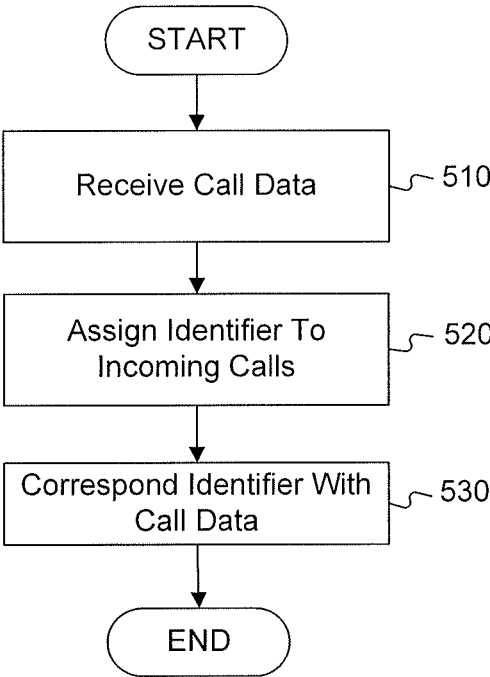 START
Receive Call Data
510
Assign Identifier To
Incoming Calls
520
Correspond Identifier With
Call Data
530
END